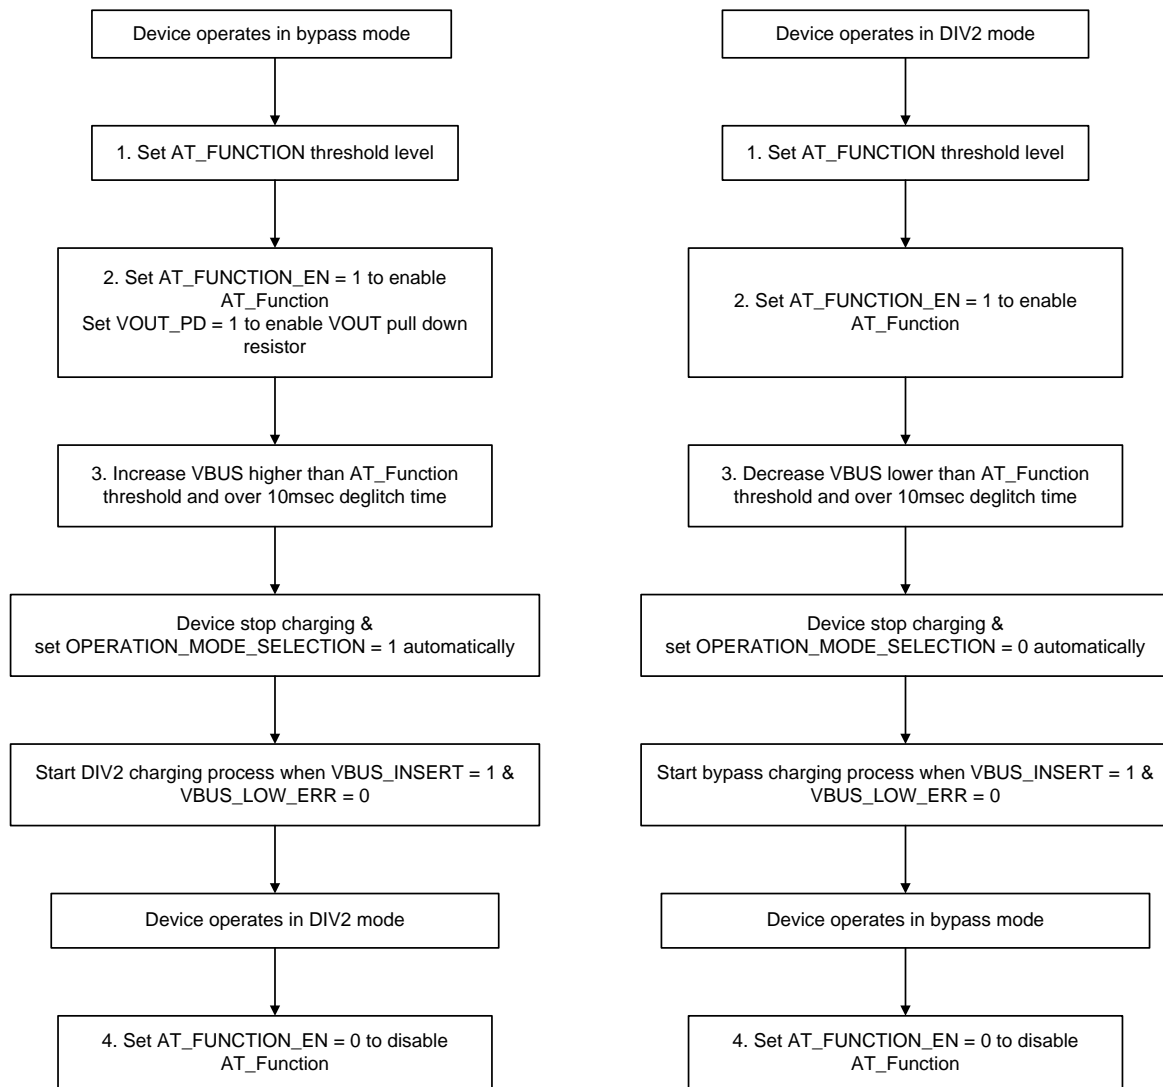 Device operates in bypass mode
1. Set AT_FUNCTION threshold level
2. Set AT_FUNCTION_EN = 1 to enable
AT_Function
Set VOUT_PD = 1 to enable VOUT pull down
resistor
3. Increase VBUS higher than AT_Function
threshold and over 10msec deglitch time
Device stop charging &
set OPERATION_MODE_SELECTION = 1 automatically
Start DIV2 charging process when VBUS_INSERT = 1 &
VBUS_LOW_ERR = 0
Device operates in DIV2 mode
4. Set AT_FUNCTION_EN = 0 to disable
AT_Function
Device operates in DIV2 mode
1. Set AT_FUNCTION threshold level
2. Set AT_FUNCTION_EN = 1 to enable
AT_Function
3. Decrease VBUS lower than AT_Function
threshold and over 10msec deglitch time
Device stop charging &
set OPERATION_MODE_SELECTION = 0 automatically
Start bypass charging process when VBUS_INSERT = 1 &
VBUS_LOW_ERR = 0
Device operates in bypass mode
4. Set AT_FUNCTION_EN = 0 to disable
AT_Function